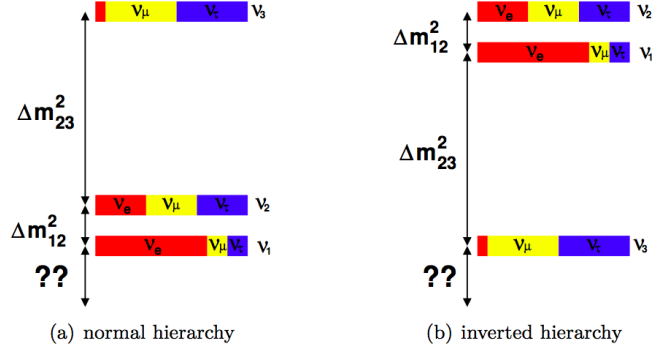 νμ ντ ν3
Δm²23
νe νμ ντ ν2
Δm²12
νe νμ ντ ν1
??
(a) normal hierarchy
νe νμ ντ ν2
Δm²12
νe νμ ντ ν1
Δm²23
νμ ντ ν3
??
(b) inverted hierarchy